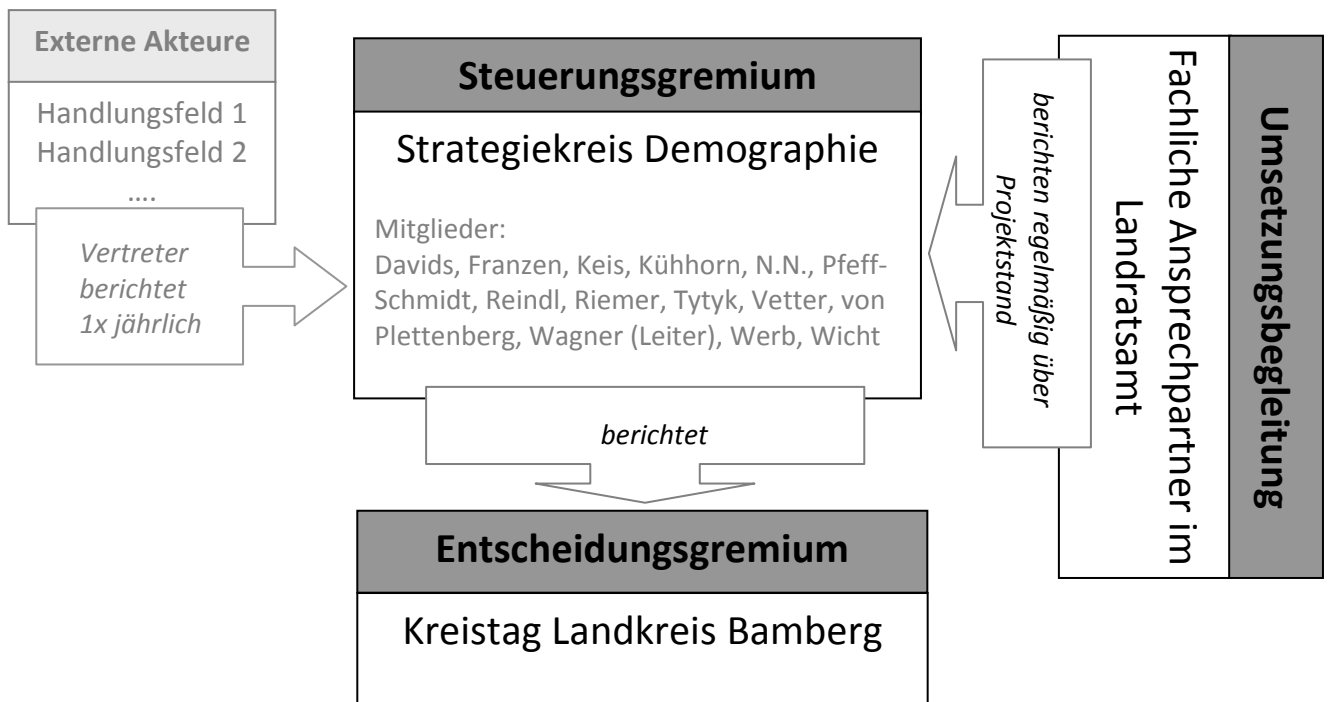 Externe Akteure
Handlungsfeld 1
Handlungsfeld 2
....
Vertreter
berichtet
1x jährlich
Steuerungsgremium
Strategiekreis Demographie
Mitglieder:
Davids, Franzen, Keis, Kühhorn, N.N., Pfeff-
Schmidt, Reindl, Riemer, Tytyk, Vetter, von
Plettenberg, Wagner (Leiter), Werb, Wicht
berichtet
Entscheidungsgremium
Kreistag Landkreis Bamberg
berichten regelmäßig über
Projektstand
Umsetzungsbegleitung
Fachliche Ansprechpartner im
Landratsamt